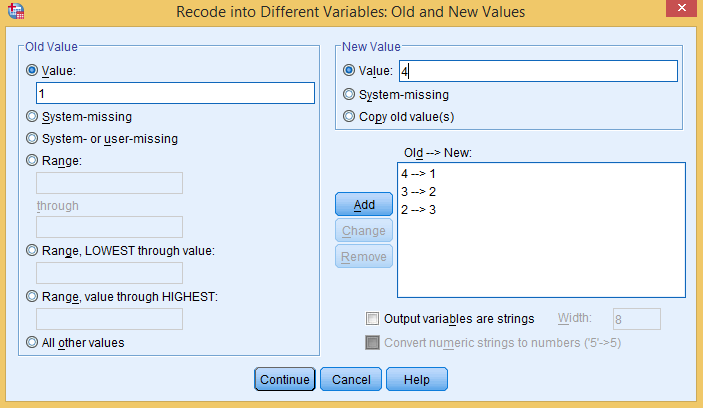 Recode into Different Variables: Old and New Values
Old Value
Value:
1
System-missing
System- or user-missing
Range:
through
Range, LOWEST through value:
Range, value through HIGHEST:
All other values
New Value
Value: 4
System-missing
Copy old value(s)
Old --> New:
4 --> 1
3 --> 2
2 --> 3
Add
Change
Remove
Output variables are strings Width: 8
Convert numeric strings to numbers ('5'->5)
Continue Cancel Help